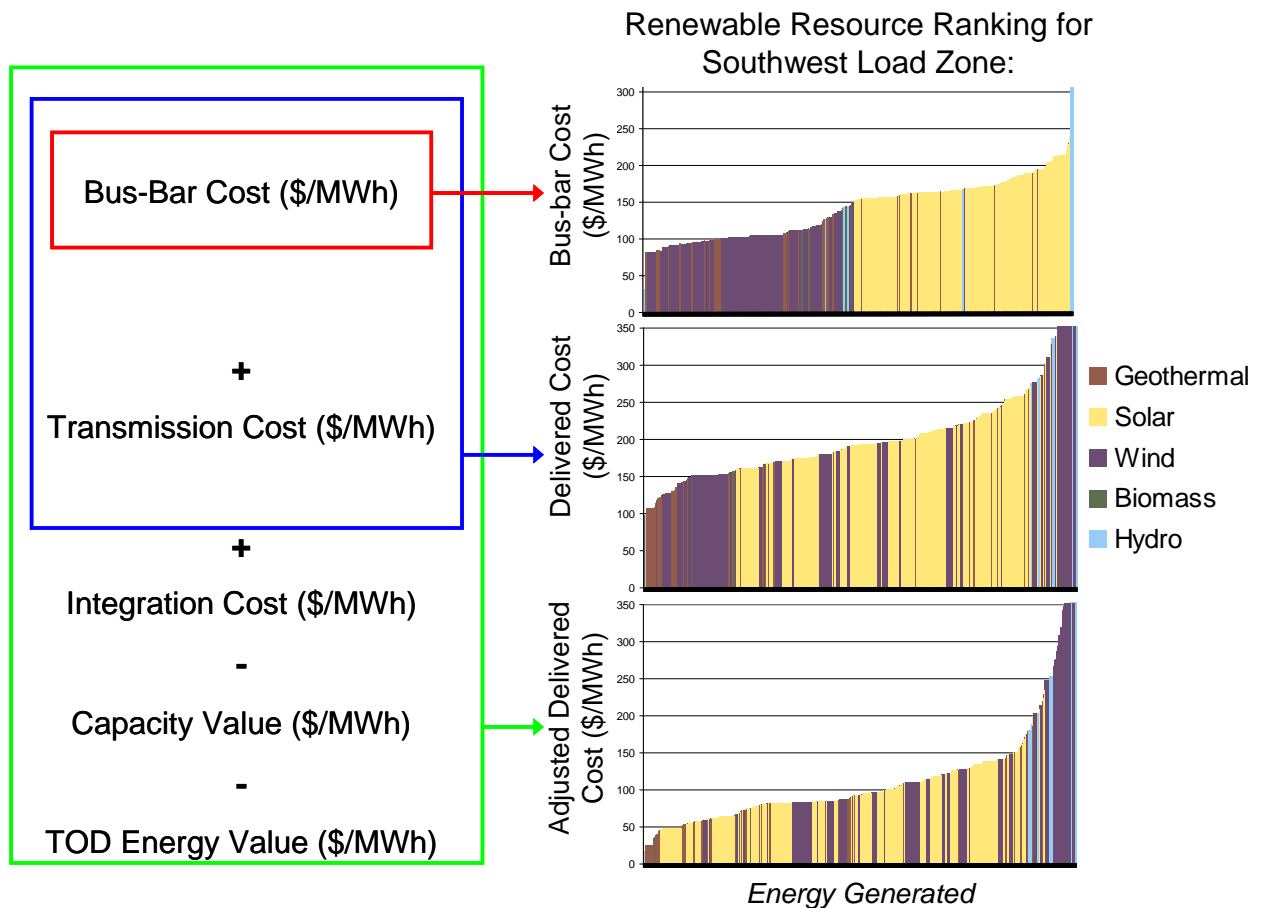 Renewable Resource Ranking for
Southwest Load Zone:
Bus-Bar Cost ($/MWh)
+
Transmission Cost ($/MWh)
+
Integration Cost ($/MWh)
-
Capacity Value ($/MWh)
-
TOD Energy Value ($/MWh)
Bus-bar Cost
($/MWh)
300
250
200
150
100
50
0
Delivered Cost
($/MWh)
350
300
250
200
150
100
50
0
Adjusted Delivered
Cost ($/MWh)
350
300
250
200
150
100
50
0
Energy Generated
Geothermal
Solar
Wind
Biomass
Hydro